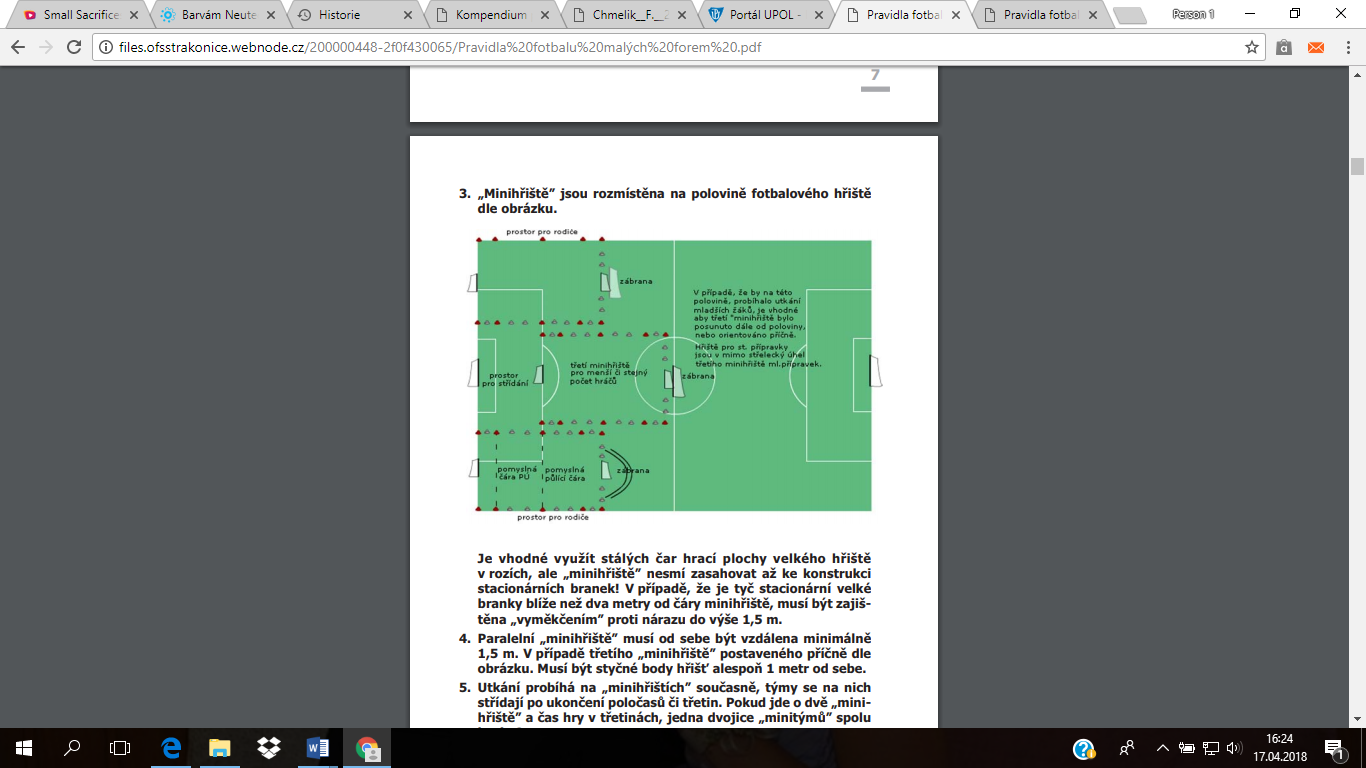 Small Sacrifice
Barvám Neute
Historie
Kompendium
Chmelik__F.__2
Portál UPOL -
Pravidla fotbal
Pravidla fotbal
Person 1
files.ofsstrakonice.webnode.cz/200000448-2f0f430065/Pravidla%20fotbalu%20malých%20forem%20.pdf
7
3. „Minihřiště” jsou rozmístěna na polovině fotbalového hřiště
dle obrázku.
prostor pro rodiče
zábrana
V případě, že by na této
polovině, probíhalo utkání
mladších žáků, je vhodné
aby třetí "minihřiště bylo
posunuto dále od poloviny,
nebo orientováno příčně.
Hřiště pro st. přípravky
jsou v mimo střelecký úhel
třetího minihřiště ml.přípravek.
prostor
pro střídání
třetí minihřiště
pro menší či stejný
počet hráčů
zábrana
pomyslná
čára PÚ
pomyslná
půlící čára
zábrana
prostor pro rodiče
Je vhodné využít stálých čar hrací plochy velkého hřiště
v rozích, ale „minihřiště” nesmí zasahovat až ke konstrukci
stacionárních branek! V případě, že je tyč stacionární velké
branky blíže než dva metry od čáry minihřiště, musí být zajiš-
těna „vyměkčením” proti nárazu do výše 1,5 m.
4. Paralelní „minihřiště” musí od sebe být vzdálena minimálně
1,5 m. V případě třetího „minihřiště” postaveného příčně dle
obrázku. Musí být styčné body hřišť alespoň 1 metr od sebe.
5. Utkání probíhá na „minihřištích” současně, týmy se na nich
střídají po ukončení poločasů či třetin. Pokud jde o dvě „mini-
hřiště” a čas hry v třetinách, jedna dvojice „minitýmů” spolu
16:24
17.04.2018
1